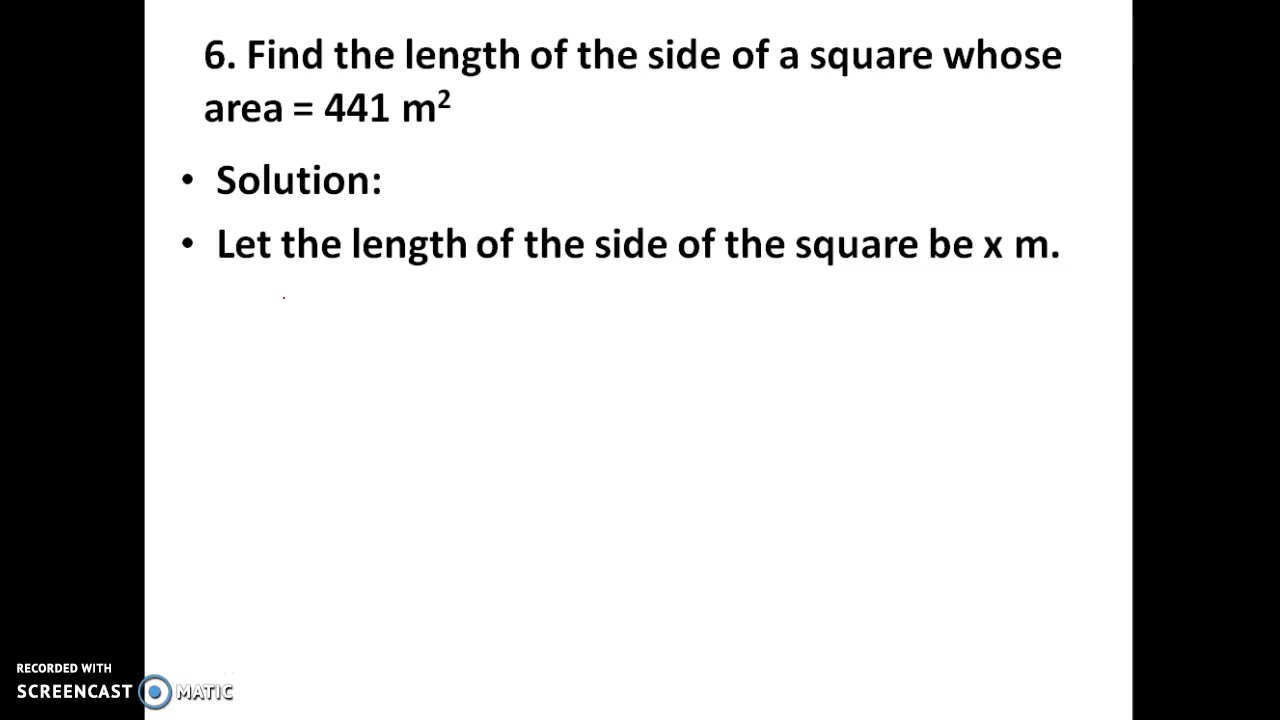 6. Find the length of the side of a square whose
area = 441 m²
• Solution:
• Let the length of the side of the square be x m.
RECORDED WITH
SCREENCAST MATIC